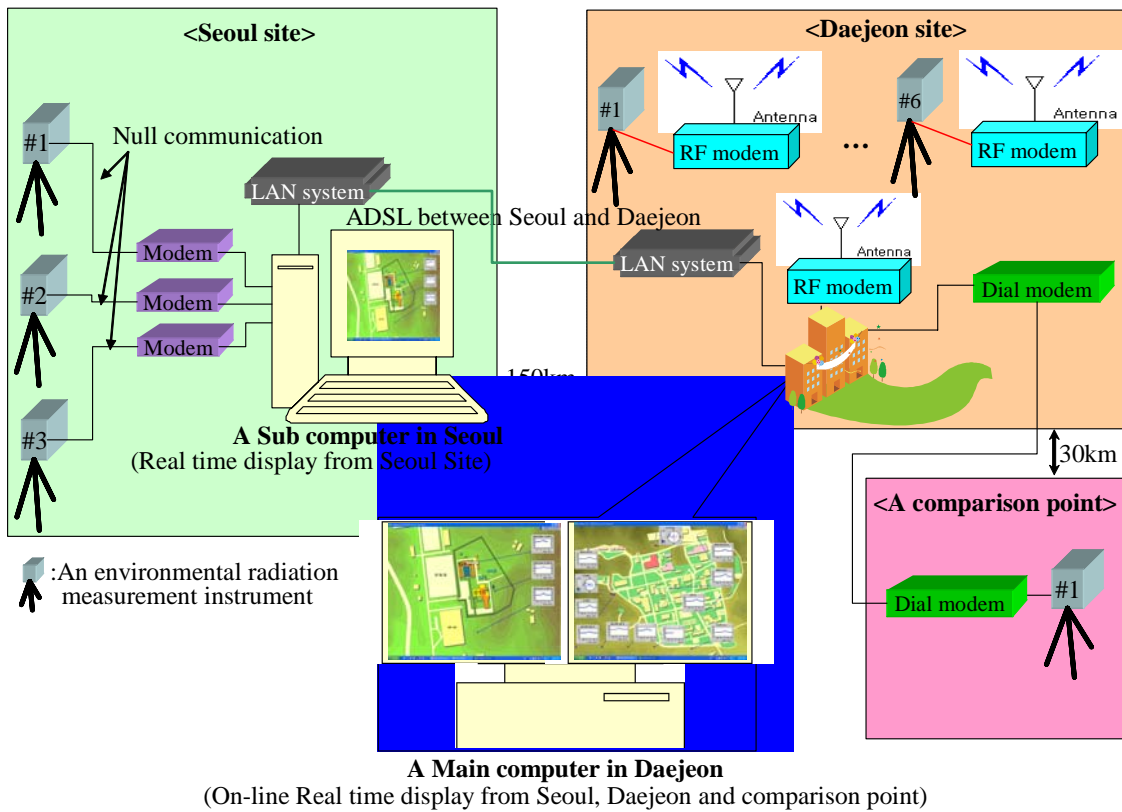 <Seoul site>
#1
Null communication
LAN system
ADSL between Seoul and Daejeon
Modem
#2
Modem
Modem
#3
A Sub computer in Seoul
(Real time display from Seoul Site)
:An environmental radiation
measurement instrument
<Daejeon site>
#1
Antenna
RF modem
...
#6
Antenna
RF modem
LAN system
Antenna
RF modem
Dial modem
150km
30km
<A comparison point>
Dial modem
#1
A Main computer in Daejeon
(On-line Real time display from Seoul, Daejeon and comparison point)